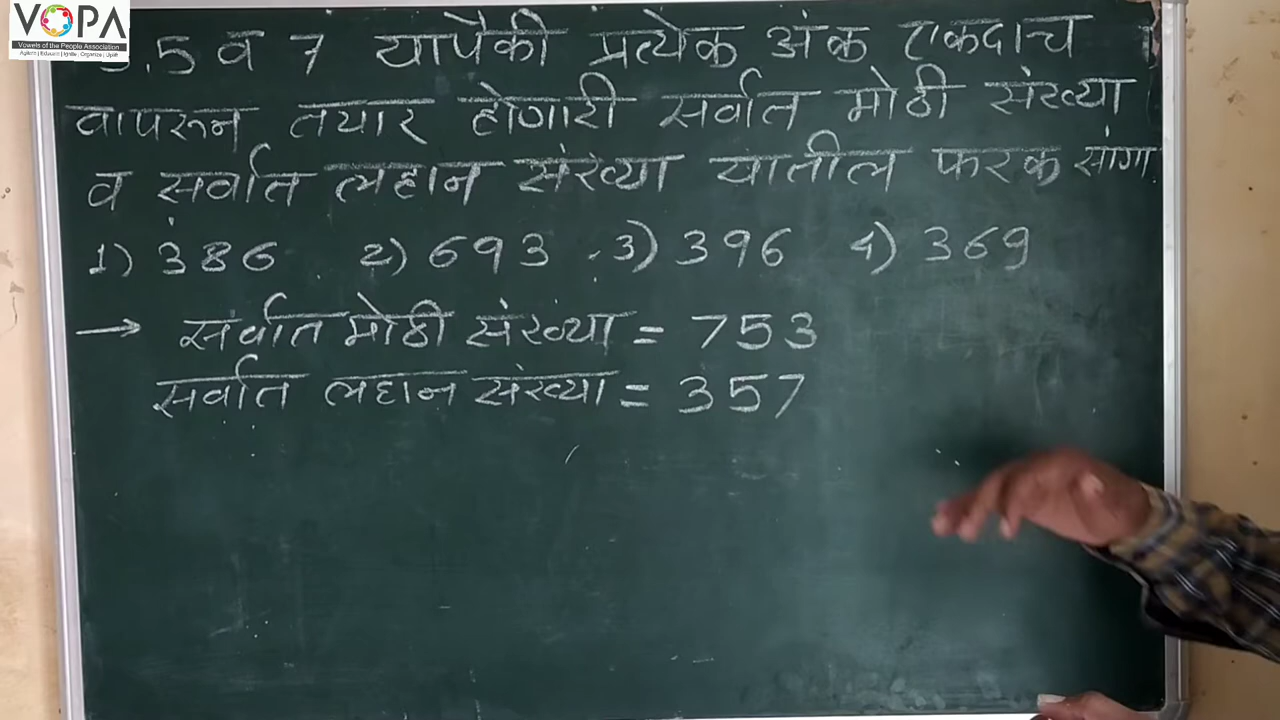 VOPA
Vowels of the People Association
3,5 व 7 यापैकी प्रत्येक अंक एकदाच
वापरून तयार होणारी सर्वात मोठी संख्या
व सर्वात लहान संख्या यातील फरक सांगा.
1) 386 2) 693 3) 396 4) 369
→ सर्वात मोठी संख्या = 753
सर्वात लहान संख्या = 357